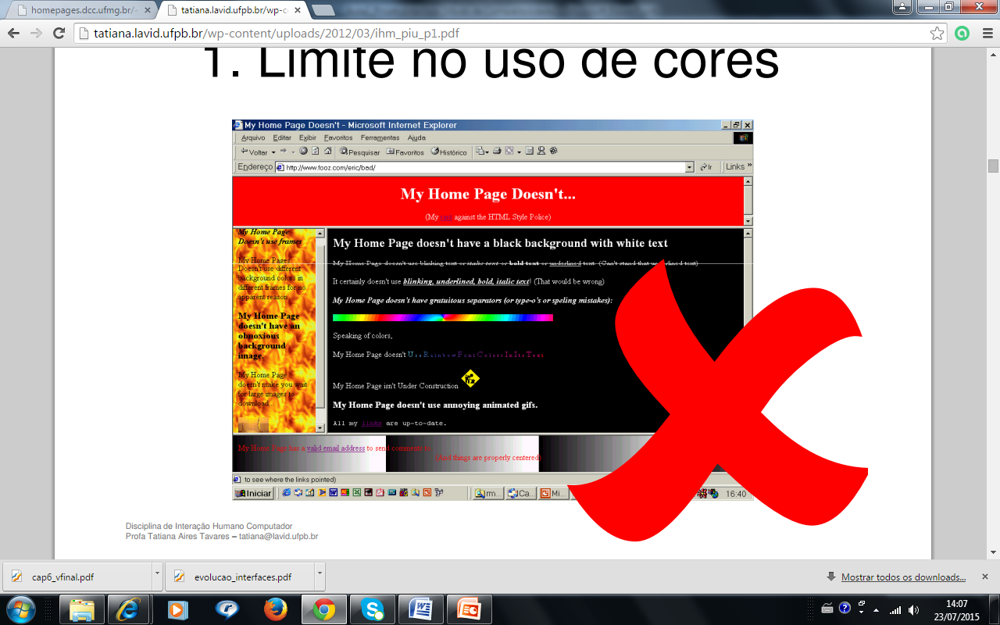 homepages.dcc.ufmg.br/
tatiana.lavid.ufpb.br/wp-c
tatiana.lavid.ufpb.br/wp-content/uploads/2012/03/ihm_piu_p1.pdf
1. Limite no uso de cores
My Home Page Doesn't - Microsoft Internet Explorer
Arquivo Editar Exibir Favoritos Ferramentas Ajuda
Voltar Pesquisar Favoritos Histórico
Endereço http://www.fooz.com/eric/bad/ Ir Links »
My Home Page Doesn't...
(My against the HTML Style Police)
My Home Page
Doesn't use frames
My Home Pages
Doesn't use different
background colors in
different frames for no
apparent reason
My Home Page
doesn't have an
obnoxious
background
image.
My Home Page
doesn't make you wait
for large images to
download...
My Home Page doesn't have a black background with white text
My Home Page doesn't use blinking text or italic text or bold text or underlined text. (Can't stand that underlined text)
It certainly doesn't use blinking, underlined, bold, italic text! (That would be wrong)
My Home Page doesn't have gratuitous separators (or type-o's or speling mistakes):
Speaking of colors,
My Home Page doesn't Use Rainbow Font Colors In Its Text
My Home Page isn't Under Construction
My Home Page doesn't use annoying animated gifs.
All my links are up-to-date.
My Home Page has a valid email address to send comments to.
(And things are properly centered)
to see where the links pointed)
Iniciar rm... Ca... Mi... 16:40
Disciplina de Interação Humano Computador
Profa Tatiana Aires Tavares – tatiana@lavid.ufpb.br
cap6_vfinal.pdf
evolucao_interfaces.pdf
Mostrar todos os downloads...
14:07
23/07/2015